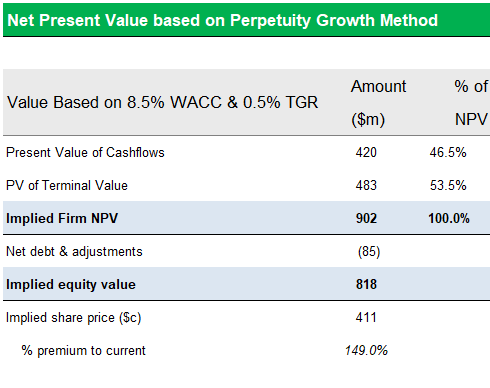 Net Present Value based on Perpetuity Growth Method
Value Based on 8.5% WACC & 0.5% TGR Amount ($m) % of NPV
Present Value of Cashflows 420 46.5%
PV of Terminal Value 483 53.5%
Implied Firm NPV 902 100.0%
Net debt & adjustments (85)
Implied equity value 818
Implied share price ($c) 411
% premium to current 149.0%